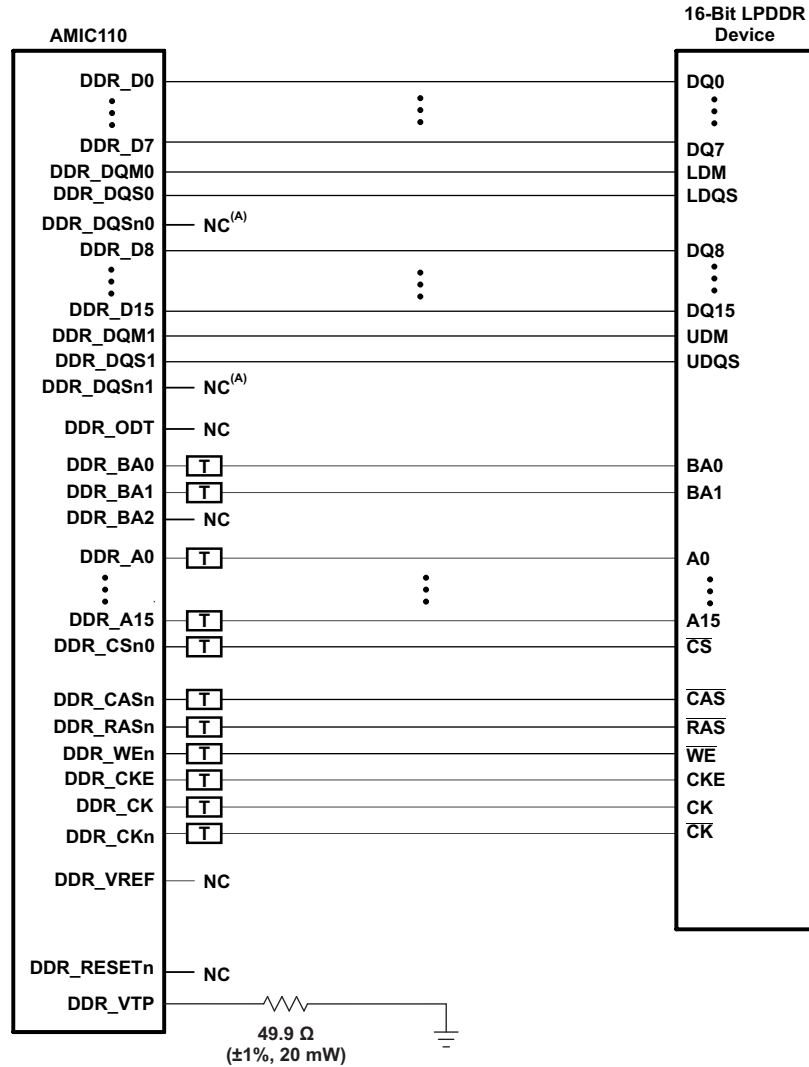 16-Bit LPDDR
Device
AMIC110
DDR_D0
DQ0
DDR_D7
DQ7
DDR_DQM0
LDM
DDR_DQS0
LDQS
DDR_DQSn0
NC(A)
DDR_D8
DQ8
DDR_D15
DQ15
DDR_DQM1
UDM
DDR_DQS1
UDQS
DDR_DQSn1
NC(A)
DDR_ODT
NC
DDR_BA0
T
BA0
DDR_BA1
T
BA1
DDR_BA2
NC
DDR_A0
T
A0
DDR_A15
T
A15
DDR_CSn0
T
CS
DDR_CASn
T
CAS
DDR_RASn
T
RAS
DDR_WEn
T
WE
DDR_CKE
T
CKE
DDR_CK
T
CK
DDR_CKn
T
CK
DDR_VREF
NC
DDR_RESETn
NC
DDR_VTP
49.9 Ω
(±1%, 20 mW)